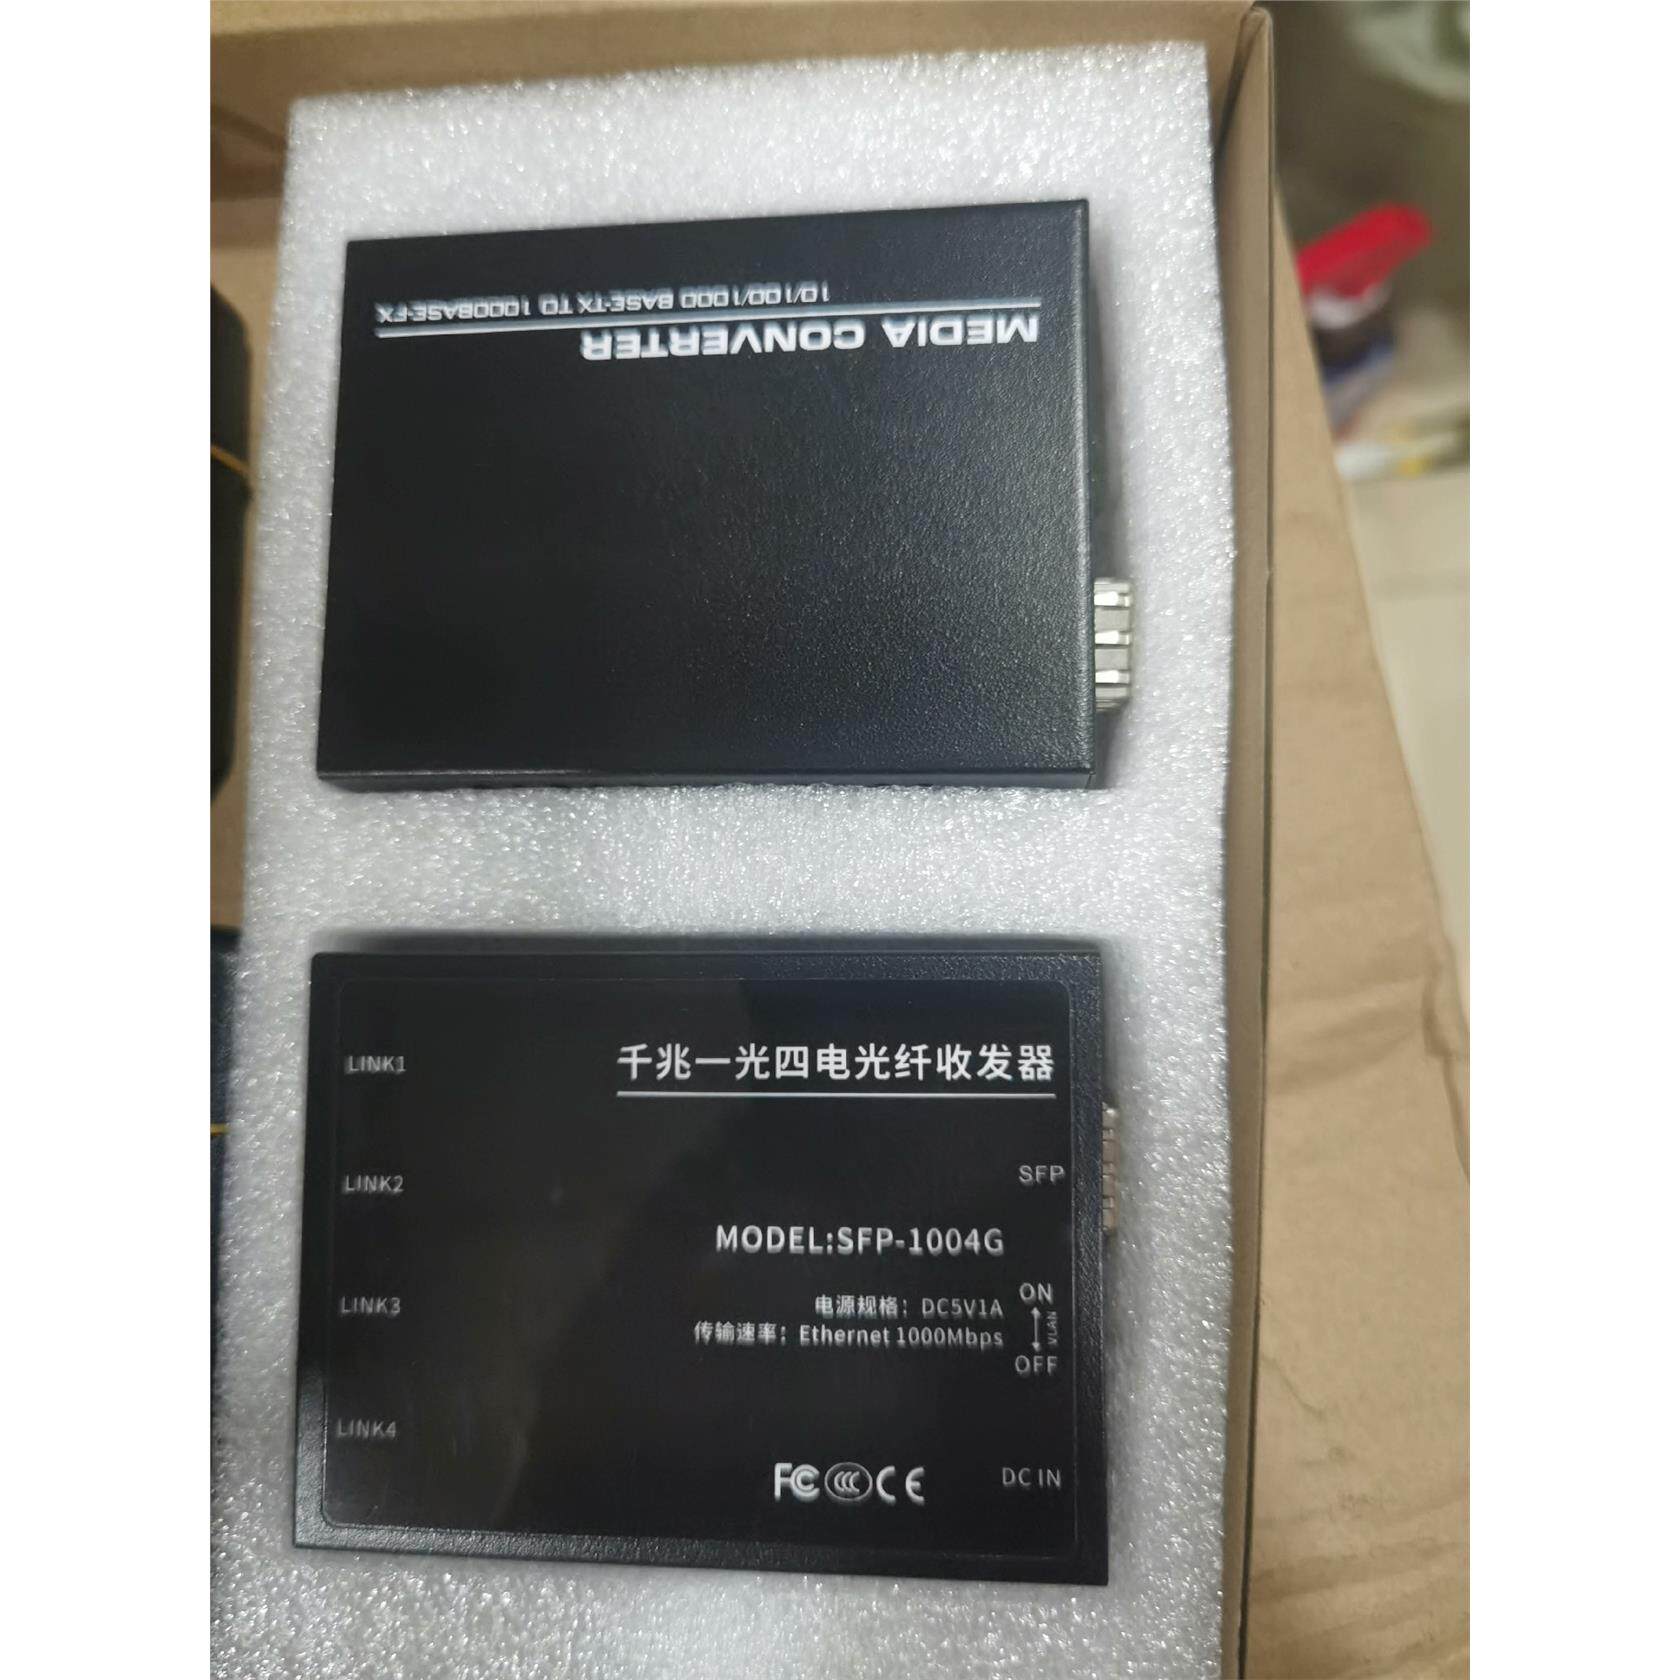 MEDIA CONVERTER
10/100/1000 BASE-TX TO 1000BASE-FX
千兆一光四电光纤收发器
LINK1
LINK2
LINK3
LINK4
SFP
MODEL:SFP-1004G
电源规格：DC5V1A
传输速率：Ethernet 1000Mbps
ON
VLAN
OFF
FC CCC CE
DC IN